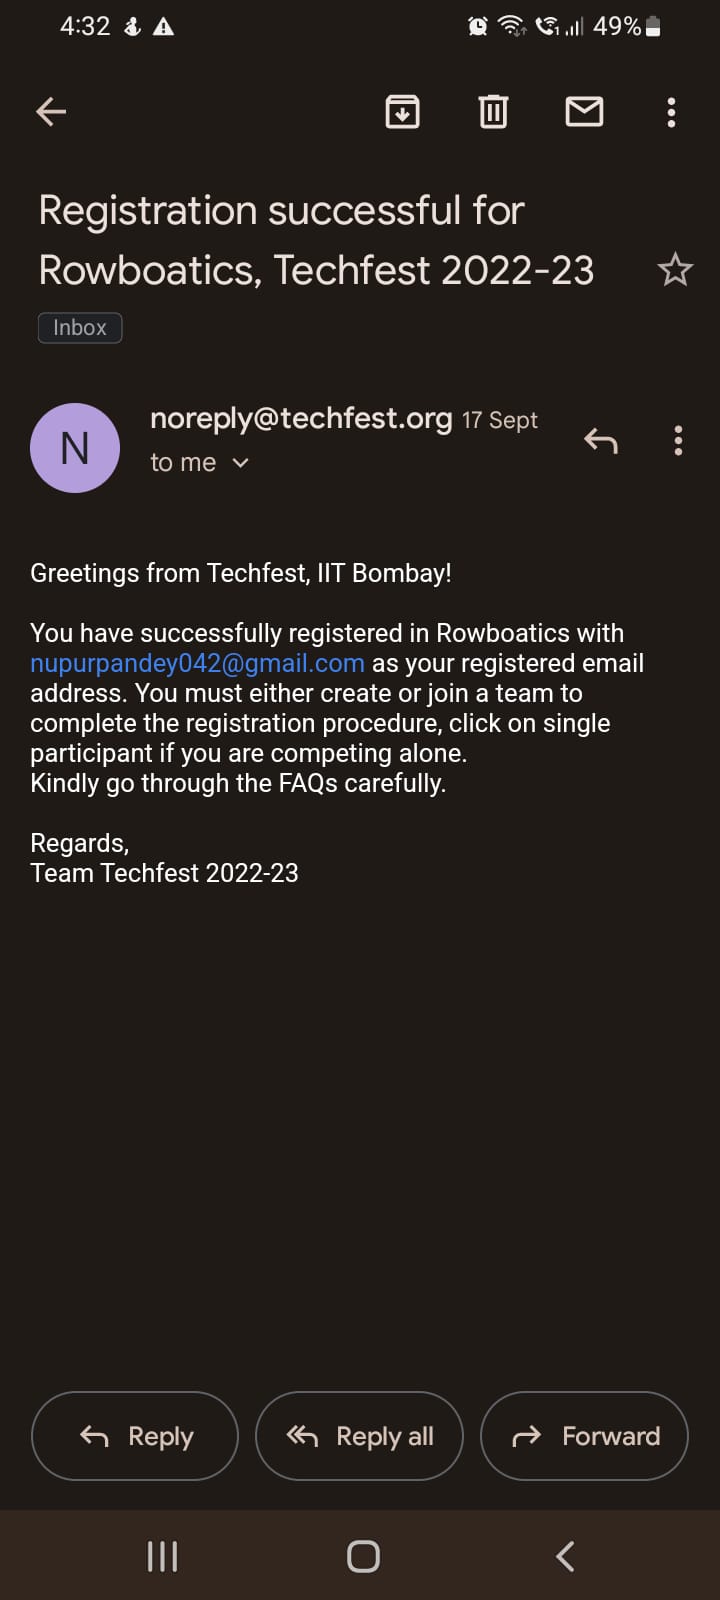 4:32
49%
Registration successful for
Rowboatics, Techfest 2022-23
Inbox
N
noreply@techfest.org 17 Sept
to me
Greetings from Techfest, IIT Bombay!
You have successfully registered in Rowboatics with
nupurpandey042@gmail.com as your registered email
address. You must either create or join a team to
complete the registration procedure, click on single
participant if you are competing alone.
Kindly go through the FAQs carefully.
Regards,
Team Techfest 2022-23
Reply
Reply all
Forward